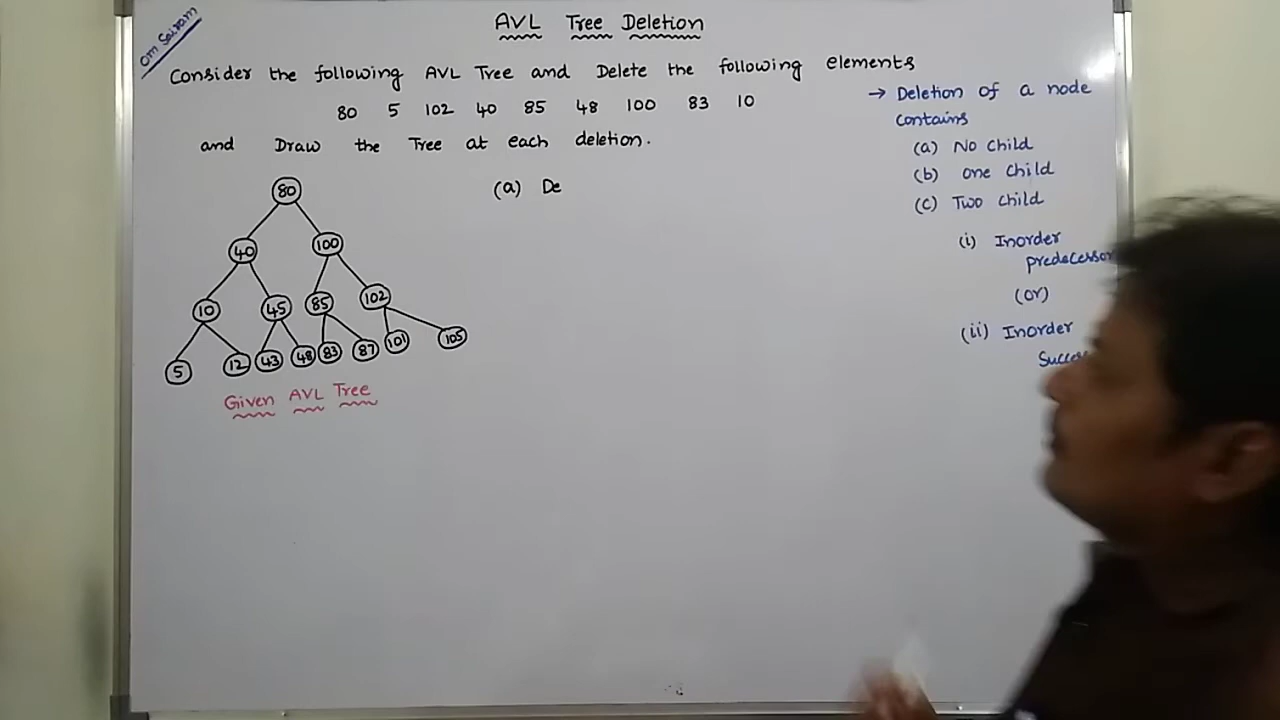 Om Sairam
AVL Tree Deletion
Consider the following AVL Tree and Delete the following elements
80 5 102 40 85 48 100 83 10
and Draw the Tree at each deletion.
80
40 100
10 45 85 102
5 12 43 48 83 87 101 105
Given AVL Tree
(a) De
→ Deletion of a node
contains
(a) No child
(b) one child
(c) Two child
(i) Inorder
predecessor
(or)
(ii) Inorder